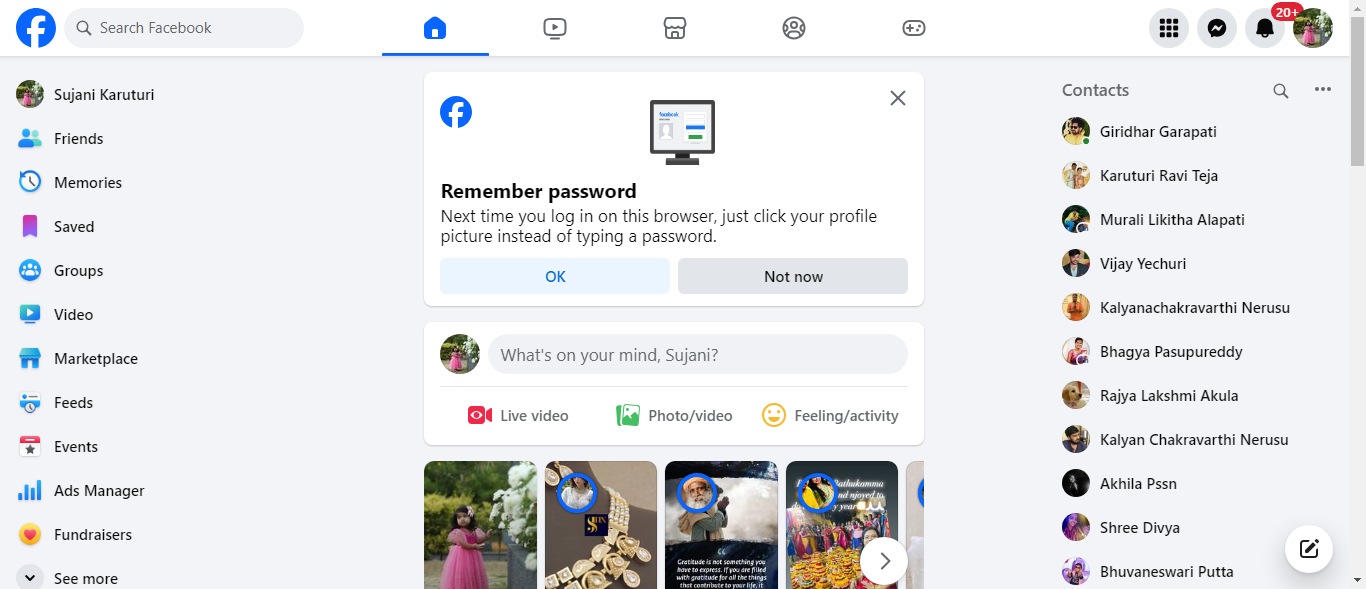 Search Facebook
20+
Sujani Karuturi
Friends
Memories
Saved
Groups
Video
Marketplace
Feeds
Events
Ads Manager
Fundraisers
See more
facebook
Remember password
Next time you log in on this browser, just click your profile
picture instead of typing a password.
OK
Not now
What's on your mind, Sujani?
Live video
Photo/video
Feeling/activity
Gratitude is not something you
have to express. If you are filled
with gratitude for all the things
that contribute to your life, it
Bathukamma
njoyed to
year
Contacts
Giridhar Garapati
Karuturi Ravi Teja
Murali Likitha Alapati
Vijay Yechuri
Kalyanachakravarthi Nerusu
Bhagya Pasupureddy
Rajya Lakshmi Akula
Kalyan Chakravarthi Nerusu
Akhila Pssn
Shree Divya
Bhuvaneswari Putta